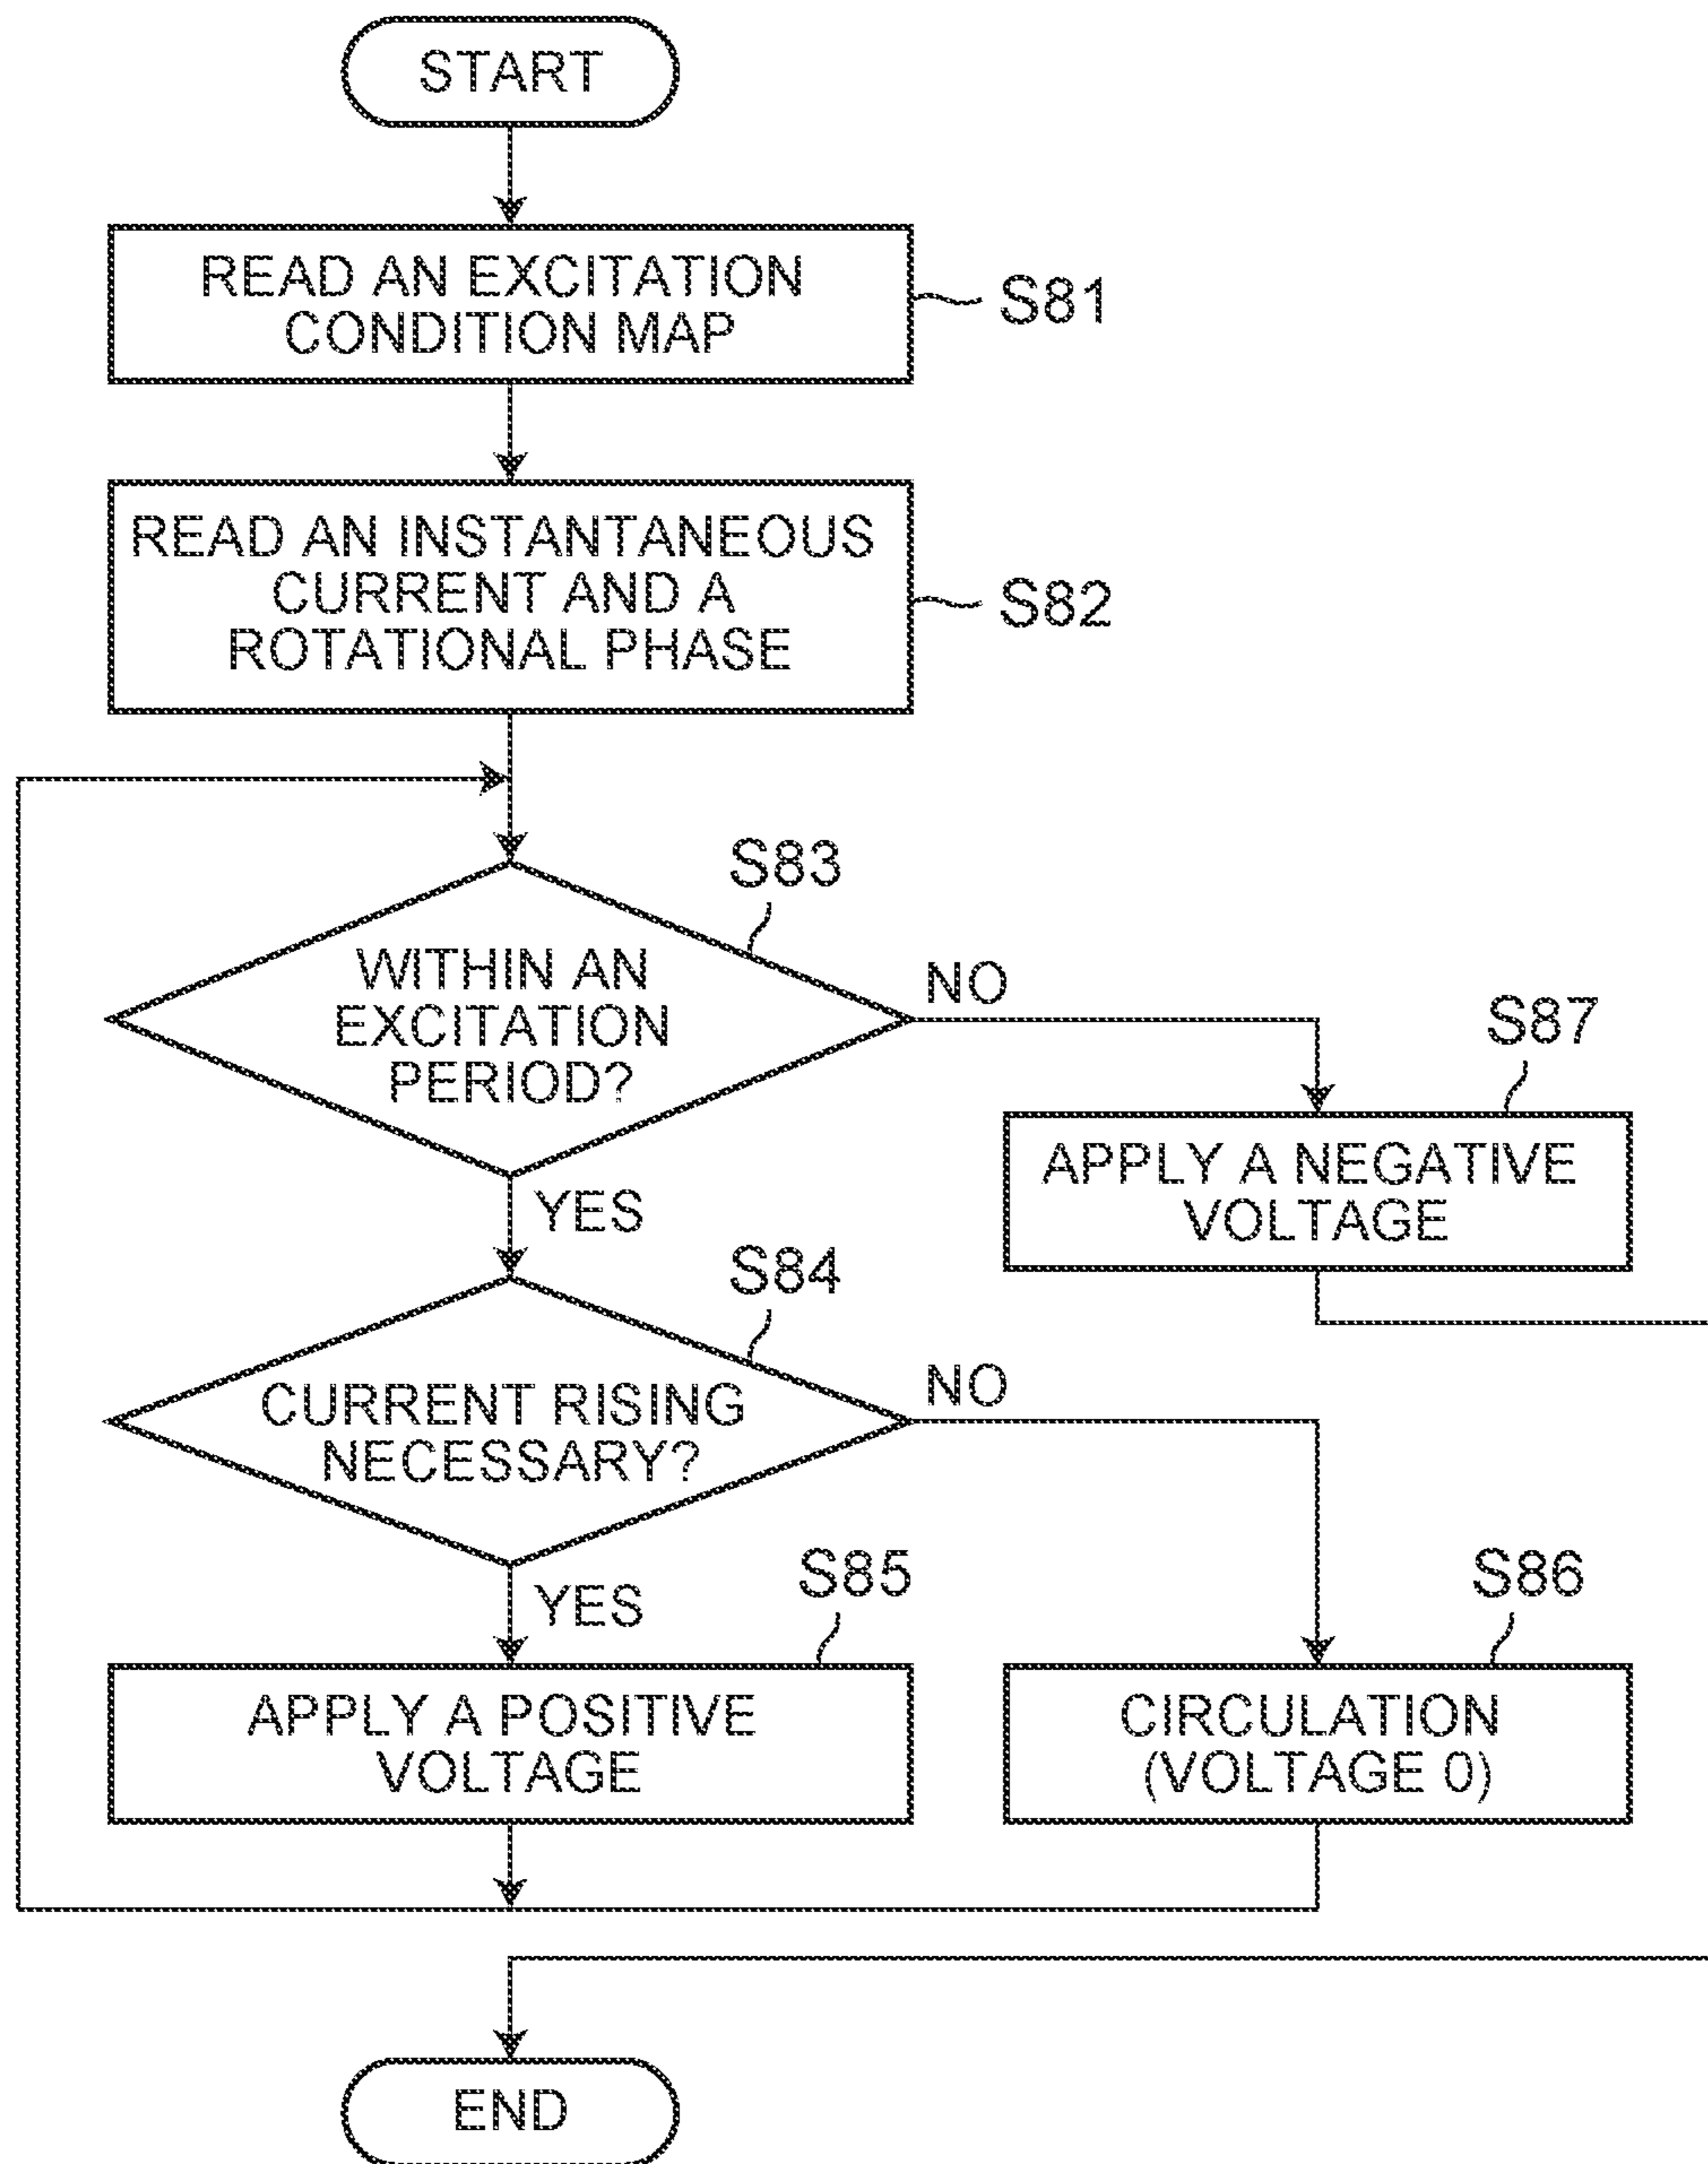 START
READ AN EXCITATION
CONDITION MAP
S81
READ AN INSTANTANEOUS
CURRENT AND A
ROTATIONAL PHASE
S82
S83
WITHIN AN
EXCITATION
PERIOD?
NO
YES
S87
APPLY A NEGATIVE
VOLTAGE
S84
CURRENT RISING
NECESSARY?
NO
YES
S85
APPLY A POSITIVE
VOLTAGE
S86
CIRCULATION
(VOLTAGE 0)
END